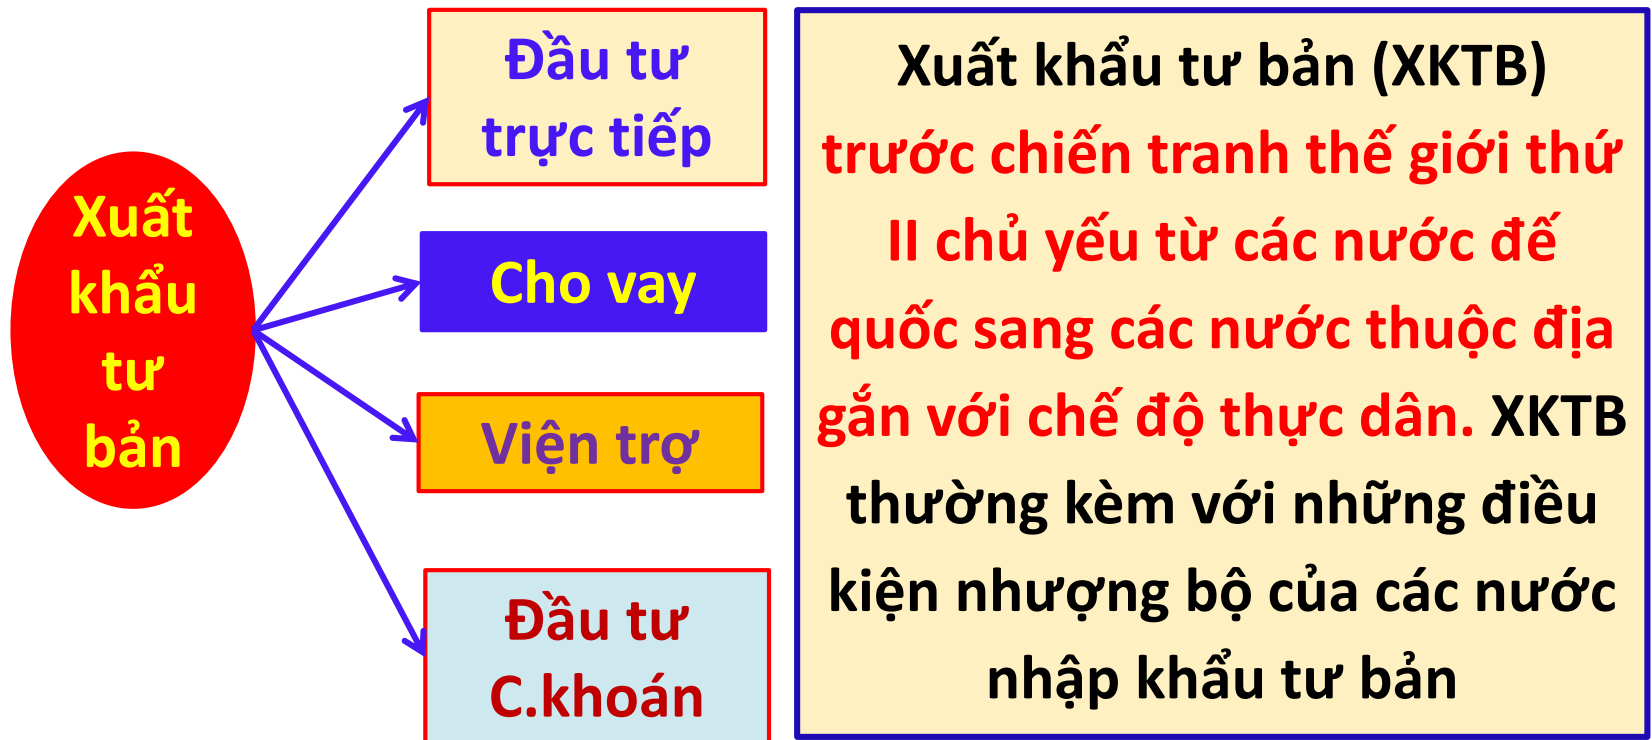 Xuất
khẩu
tư
bản
Đầu tư
trực tiếp
Cho vay
Viện trợ
Đầu tư
C.khoán
Xuất khẩu tư bản (XKTB)
trước chiến tranh thế giới thứ
II chủ yếu từ các nước đế
quốc sang các nước thuộc địa
gắn với chế độ thực dân. XKTB
thường kèm với những điều
kiện nhượng bộ của các nước
nhập khẩu tư bản